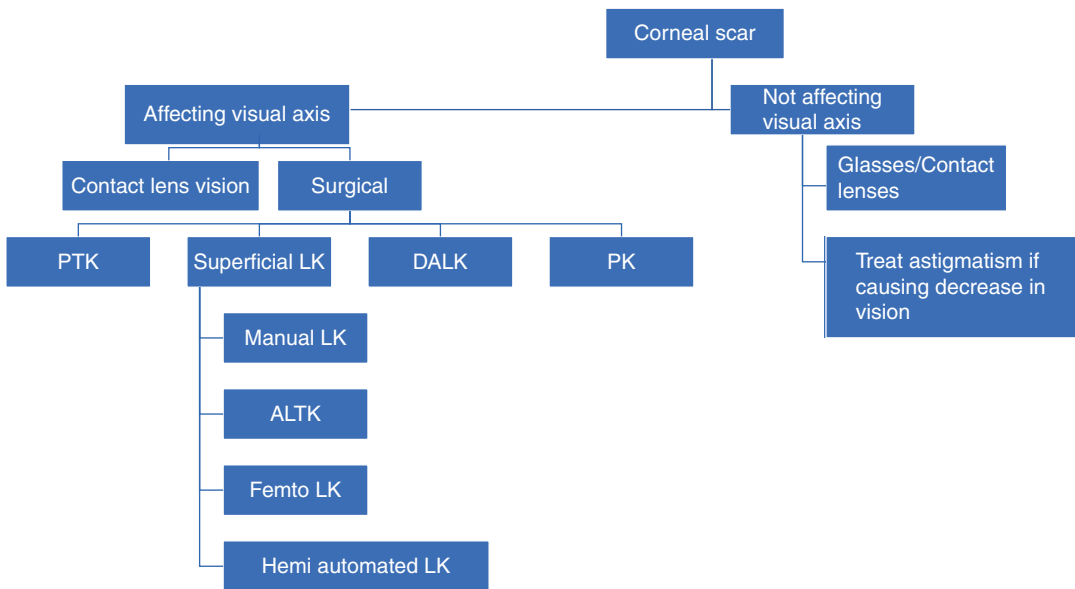 Corneal scar
Affecting visual axis
Not affecting
visual axis
Contact lens vision
Surgical
Glasses/Contact
lenses
PTK
Superficial LK
DALK
PK
Treat astigmatism if
causing decrease in
vision
Manual LK
ALTK
Femto LK
Hemi automated LK